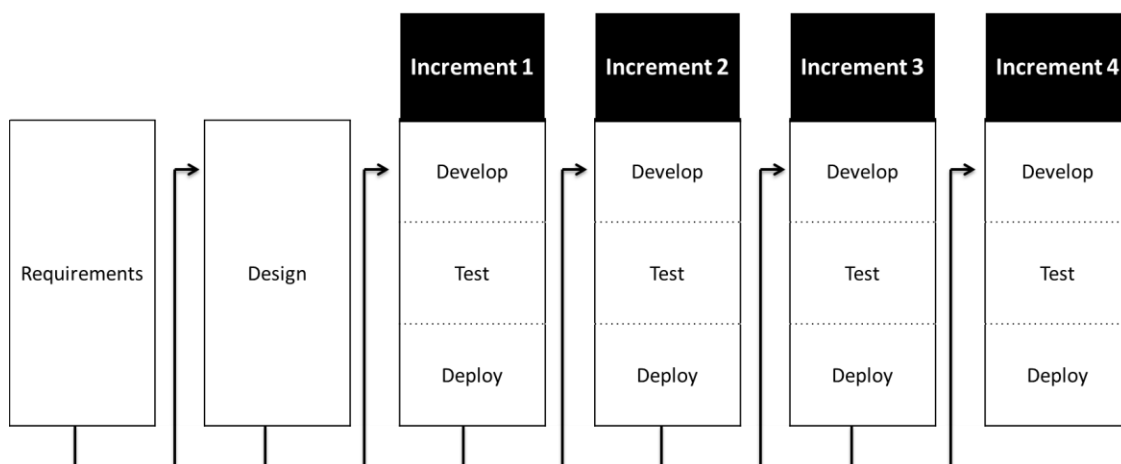 Increment 1
Increment 2
Increment 3
Increment 4
Requirements
Design
Develop
Test
Deploy
Develop
Test
Deploy
Develop
Test
Deploy
Develop
Test
Deploy